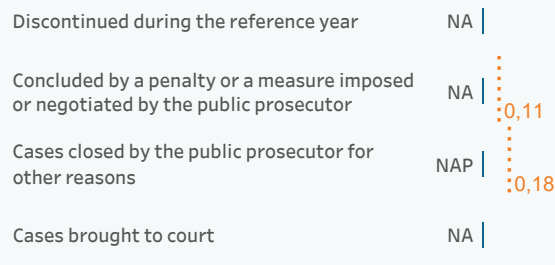 Discontinued during the reference year NA
Concluded by a penalty or a measure imposed
or negotiated by the public prosecutor NA
0,11
Cases closed by the public prosecutor for
other reasons NAP
0,18
Cases brought to court NA